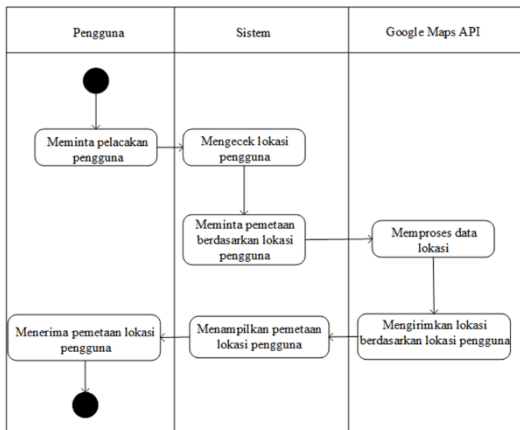 Pengguna
Sistem
Google Maps API
Meminta pelacakan
pengguna
Mengecek lokasi
pengguna
Meminta pemetaan
berdasarkan lokasi
pengguna
Memproses data
lokasi
Mengirimkan lokasi
berdasarkan lokasi pengguna
Menampilkan pemetaan
lokasi pengguna
Menerima pemetaan lokasi
pengguna